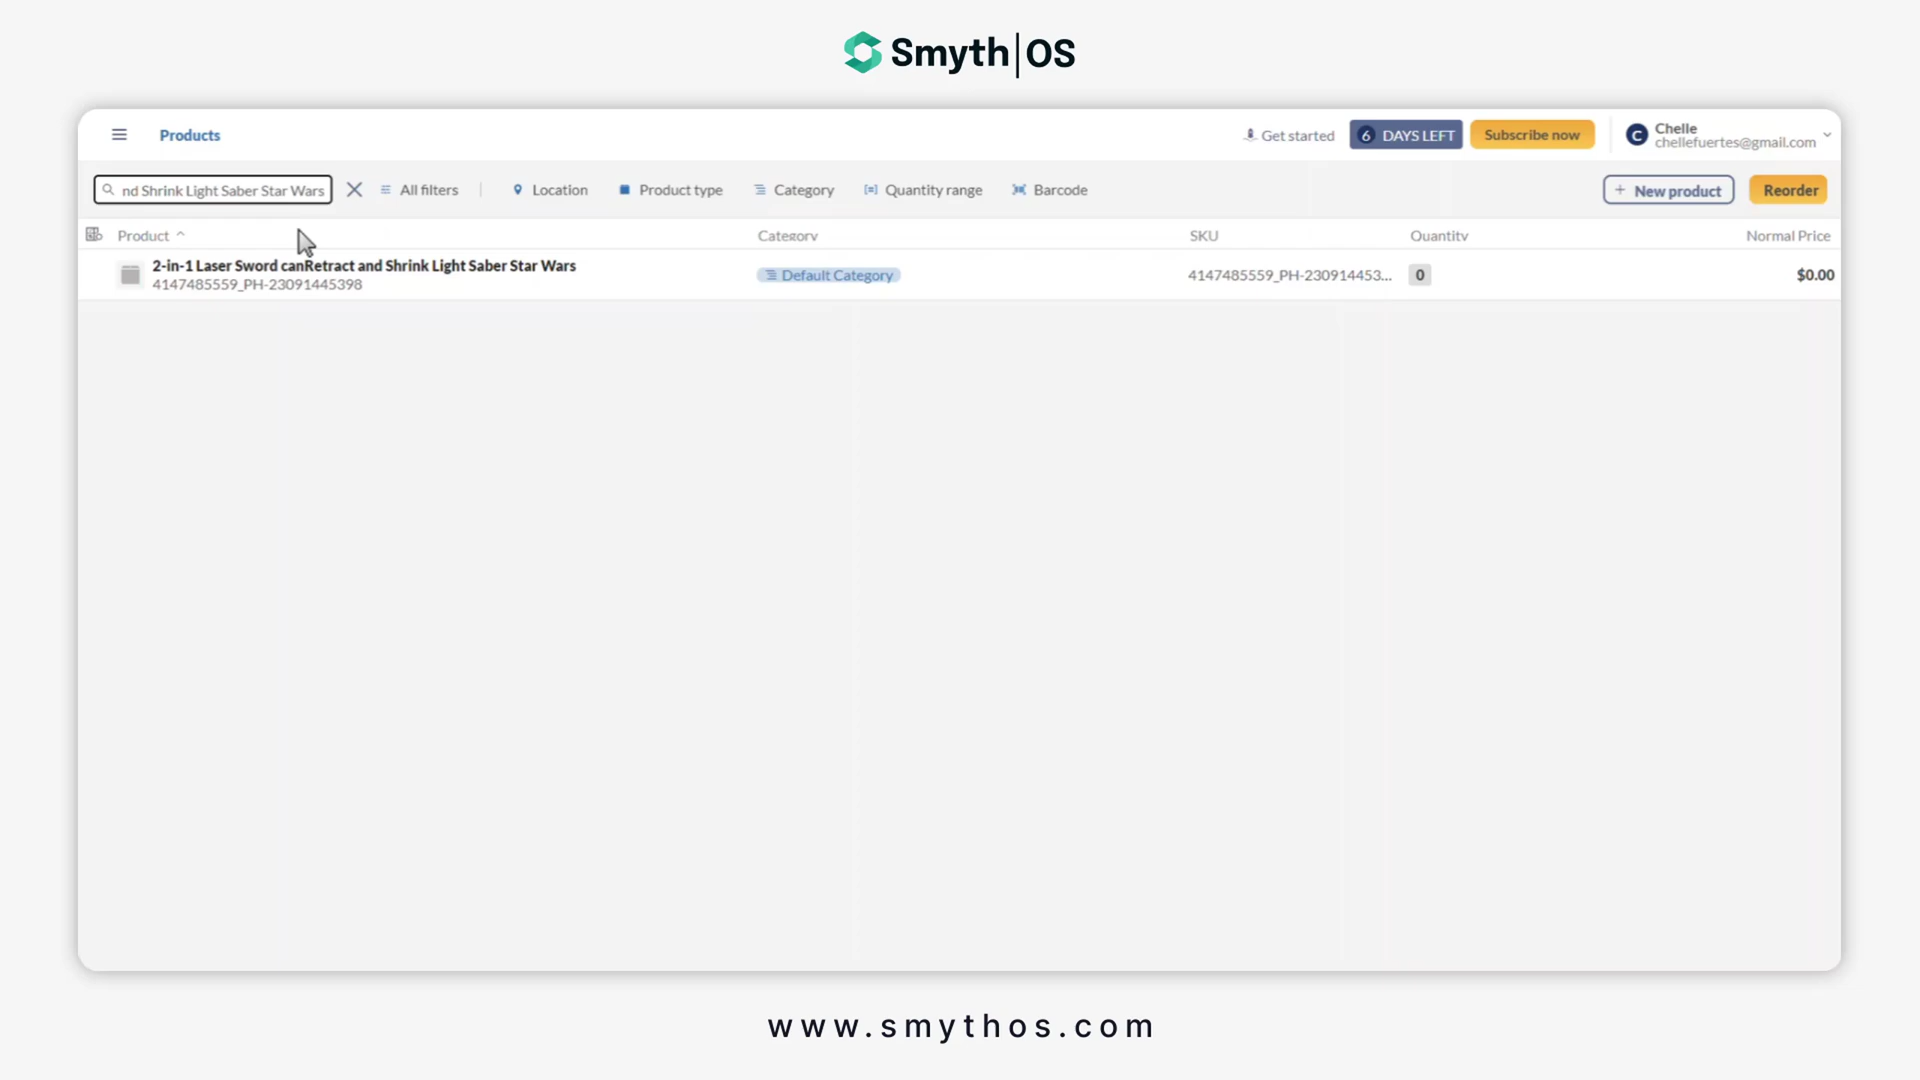 Smyth|OS
Products
Get started
6 DAYS LEFT
Subscribe now
C
Chelle
chellefuertes@gmail.com
nd Shrink Light Saber Star Wars
All filters
Location
Product type
Category
Quantity range
Barcode
+ New product
Reorder
Product
Category
SKU
Quantity
Normal Price
2-in-1 Laser Sword canRetract and Shrink Light Saber Star Wars
4147485559_PH-23091445398
Default Category
4147485559_PH-230914453...
0
$0.00
www.smythos.com